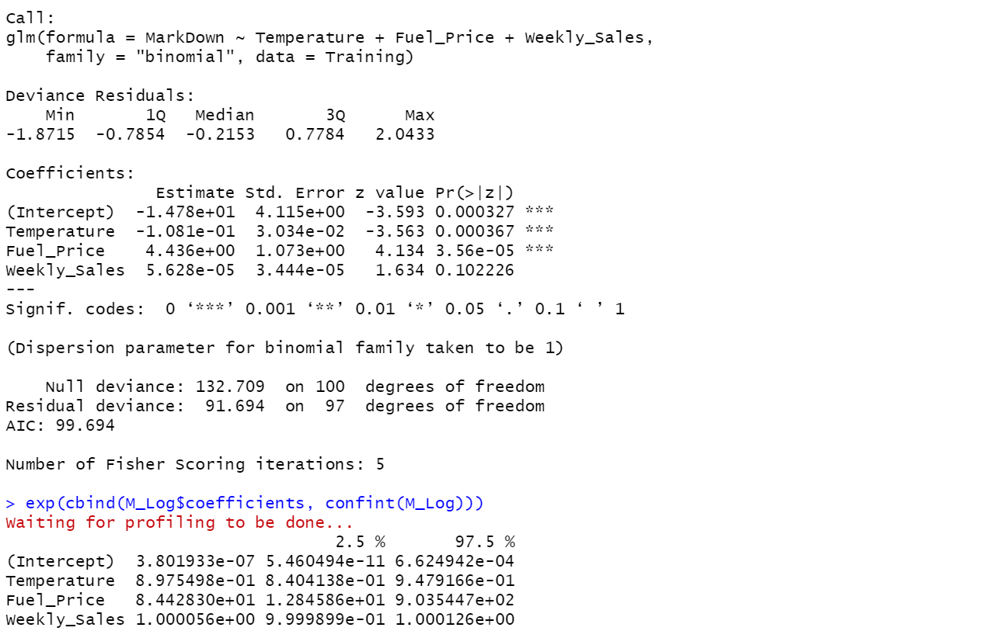 Call:
glm(formula = MarkDown ~ Temperature + Fuel_Price + Weekly_Sales,
    family = "binomial", data = Training)

Deviance Residuals:
    Min       1Q   Median       3Q      Max
-1.8715  -0.7854  -0.2153   0.7784   2.0433

Coefficients:
               Estimate Std. Error z value Pr(>|z|)
(Intercept)  -1.478e+01  4.115e+00  -3.593 0.000327 ***
Temperature  -1.081e-01  3.034e-02  -3.563 0.000367 ***
Fuel_Price    4.436e+00  1.073e+00   4.134 3.56e-05 ***
Weekly_Sales  5.628e-05  3.444e-05   1.634 0.102226
---
Signif. codes:  0 ‘***’ 0.001 ‘**’ 0.01 ‘*’ 0.05 ‘.’ 0.1 ‘ ’ 1

(Dispersion parameter for binomial family taken to be 1)

    Null deviance: 132.709  on 100  degrees of freedom
Residual deviance:  91.694  on  97  degrees of freedom
AIC: 99.694

Number of Fisher Scoring iterations: 5

> exp(cbind(M_Log$coefficients, confint(M_Log)))
Waiting for profiling to be done...
                                 2.5 %       97.5 %
(Intercept)  3.801933e-07 5.460494e-11 6.624942e-04
Temperature  8.975498e-01 8.404138e-01 9.479166e-01
Fuel_Price   8.442830e+01 1.284586e+01 9.035447e+02
Weekly_Sales 1.000056e+00 9.999899e-01 1.000126e+00